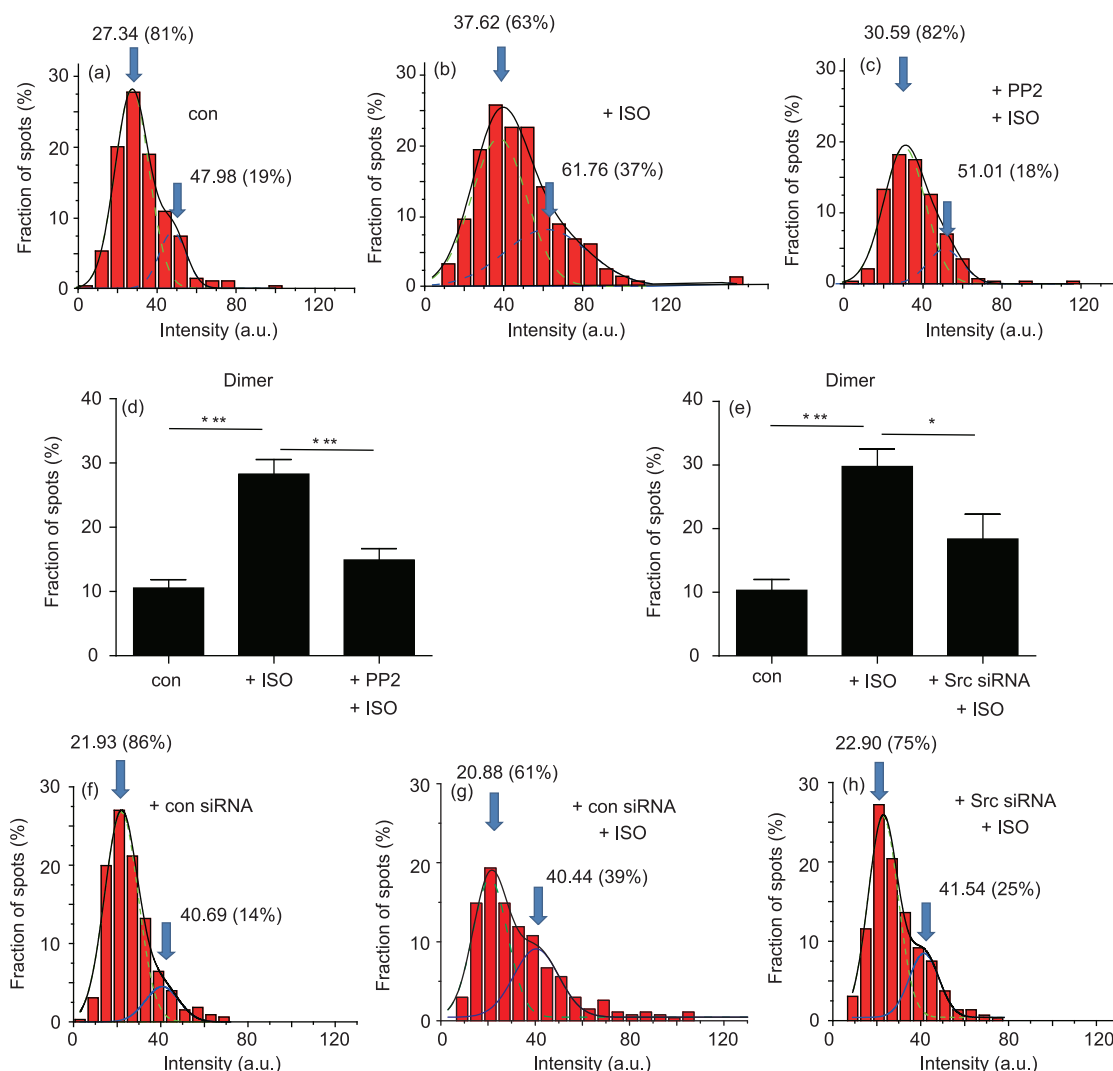 27.34 (81%)
(a)
con
47.98 (19%)
Fraction of spots (%)
30
20
10
0
0 40 80 120
Intensity (a.u.)
37.62 (63%)
(b)
+ ISO
61.76 (37%)
Fraction of spots (%)
30
20
10
0
0 40 80 120
Intensity (a.u.)
30.59 (82%)
(c)
+ PP2
+ ISO
51.01 (18%)
Fraction of spots (%)
30
20
10
0
0 40 80 120
Intensity (a.u.)
Dimer
(d)
* ***
* ***
Fraction of spots (%)
40
30
20
10
0
con + ISO + PP2
+ ISO
Dimer
(e)
* ***
*
Fraction of spots (%)
40
30
20
10
0
con + ISO + Src siRNA
+ ISO
21.93 (86%)
(f)
+ con siRNA
40.69 (14%)
Fraction of spots (%)
30
20
10
0
0 40 80 120
Intensity (a.u.)
20.88 (61%)
(g)
+ con siRNA
+ ISO
40.44 (39%)
Fraction of spots (%)
30
20
10
0
0 40 80 120
Intensity (a.u.)
22.90 (75%)
(h)
+ Src siRNA
+ ISO
41.54 (25%)
Fraction of spots (%)
30
20
10
0
0 40 80 120
Intensity (a.u.)